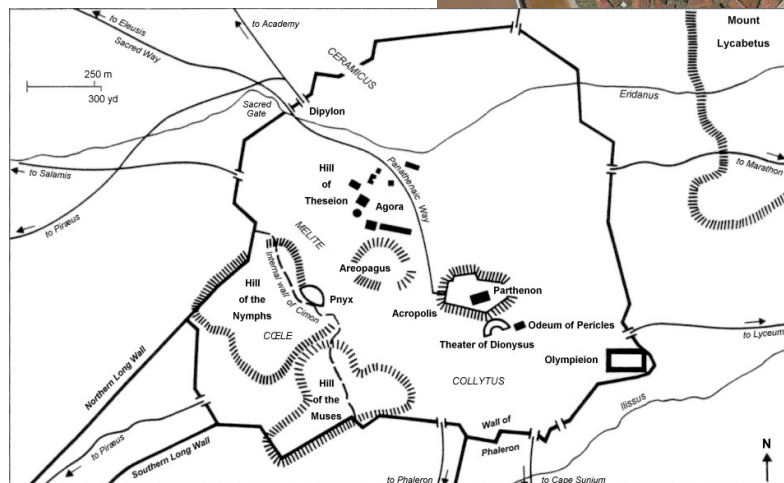 to Eleusis
Sacred Way
to Academy
CERAMICUS
Mount
Lycabetus
250 m
300 yd
Sacred
Gate
Dipylon
Eridanus
to Salamis
to Piræus
Hill
of
Theseion
Agora
Panathenaic Way
to Marathon
MELITE
Areopagus
Internal wall of Cimon
Hill
of the
Nymphs
Pnyx
Parthenon
Acropolis
Odeum of Pericles
Theater of Dionysus
to Lyceum
CŒLE
Olympieion
Hill
of the
Muses
COLLYTUS
Ilissus
Northern Long Wall
Wall of
Phaleron
to Piræus
Southern Long Wall
to Phaleron
to Cape Sunium
N